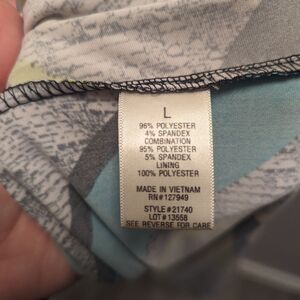 L
96% POLYESTER
4% SPANDEX
COMBINATION
95% POLYESTER
5% SPANDEX
LINING
100% POLYESTER
MADE IN VIETNAM
RN#127949
STYLE#21740
LOT#13558
SEE REVERSE FOR CARE